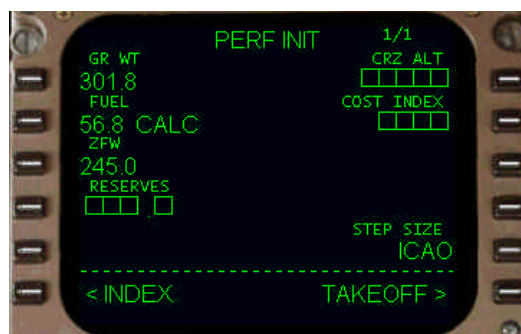 PERF INIT 1/1
GR WT CRZ ALT
301.8
FUEL COST INDEX
56.8 CALC
ZFW
245.0
RESERVES
STEP SIZE
ICAO
< INDEX TAKEOFF >